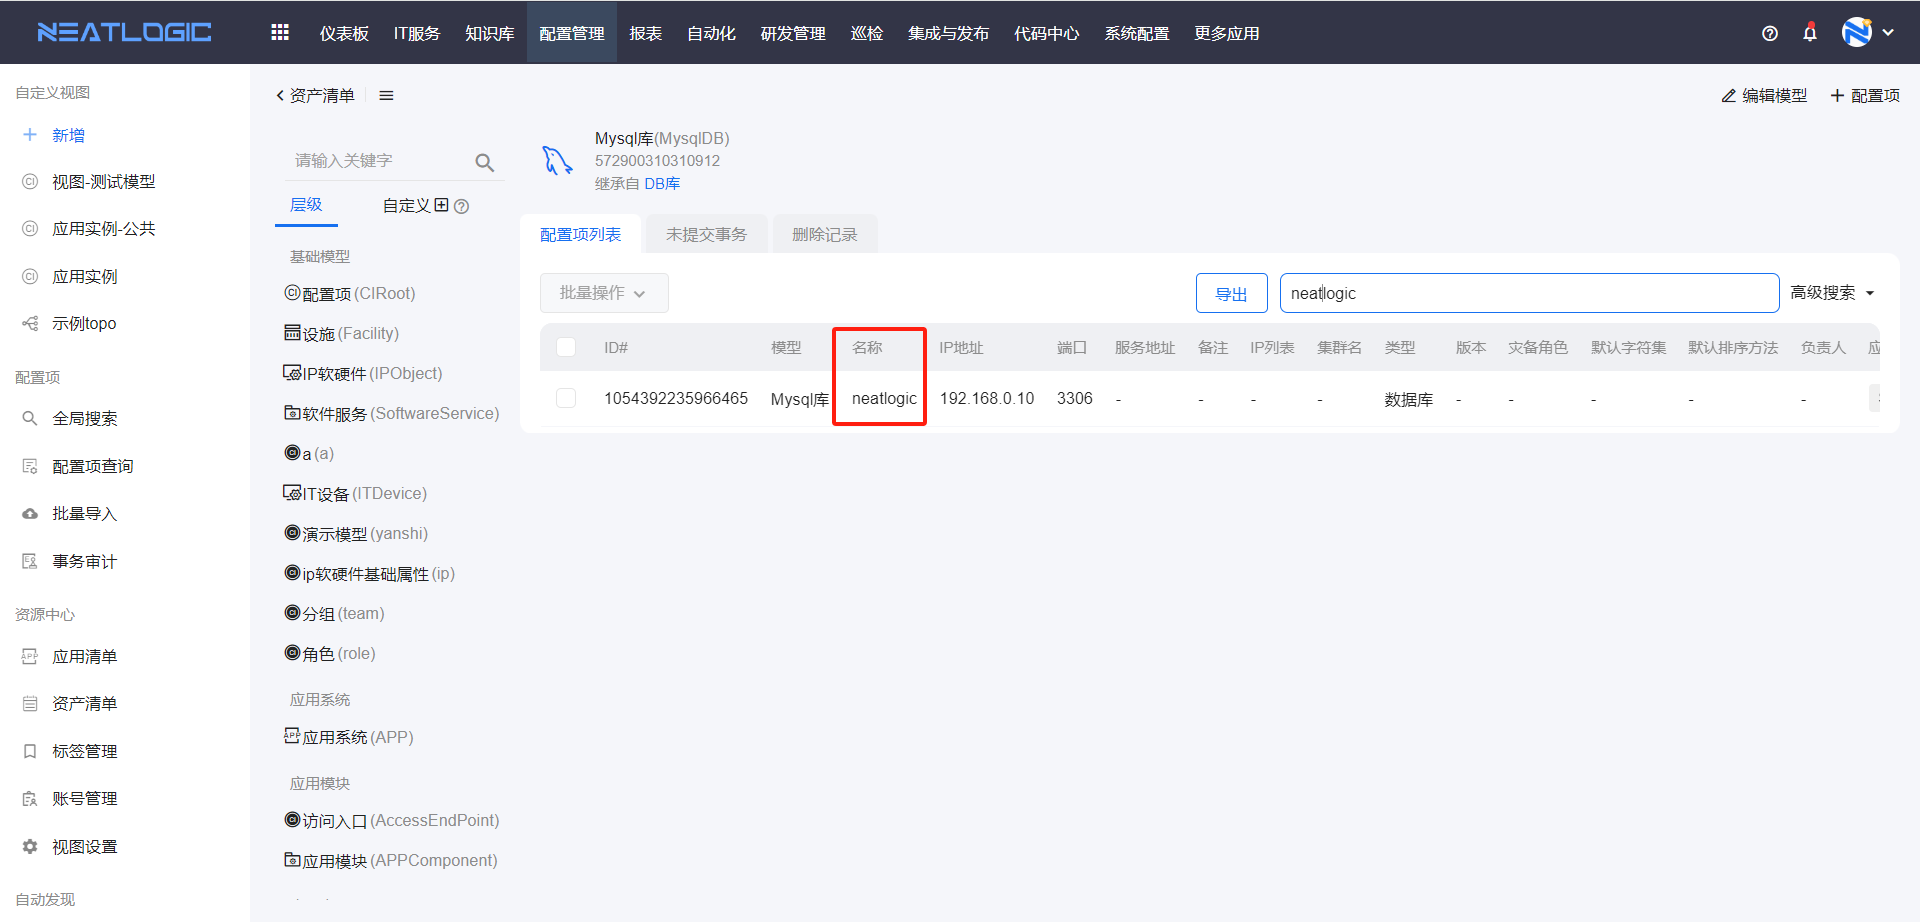 NEATLOGIC
仪表板 IT服务 知识库 配置管理 报表 自动化 研发管理 巡检 集成与发布 代码中心 系统配置 更多应用
自定义视图
新增
视图-测试模型
应用实例-公共
应用实例
示例topo
配置项
全局搜索
配置项查询
批量导入
事务审计
资源中心
应用清单
资产清单
标签管理
账号管理
视图设置
自动发现
资产清单
编辑模型 配置项
请输入关键字
层级 自定义
基础模型
配置项(CIRoot)
设施(Facility)
IP软硬件(IPObject)
软件服务(SoftwareService)
a(a)
IT设备(ITDevice)
演示模型(yanshi)
ip软硬件基础属性(ip)
分组(team)
角色(role)
应用系统
应用系统(APP)
应用模块
访问入口(AccessEndPoint)
应用模块(APPComponent)
Mysql库(MysqlDB)
572900310310912
继承自 DB库
配置项列表 未提交事务 删除记录
批量操作 导出 neatlogic 高级搜索
ID# 模型 名称 IP地址 端口 服务地址 备注 IP列表 集群名 类型 版本 灾备角色 默认字符集 默认排序方法 负责人 应
1054392235966465 Mysql库 neatlogic 192.168.0.10 3306 - - - - 数据库 - - - - -